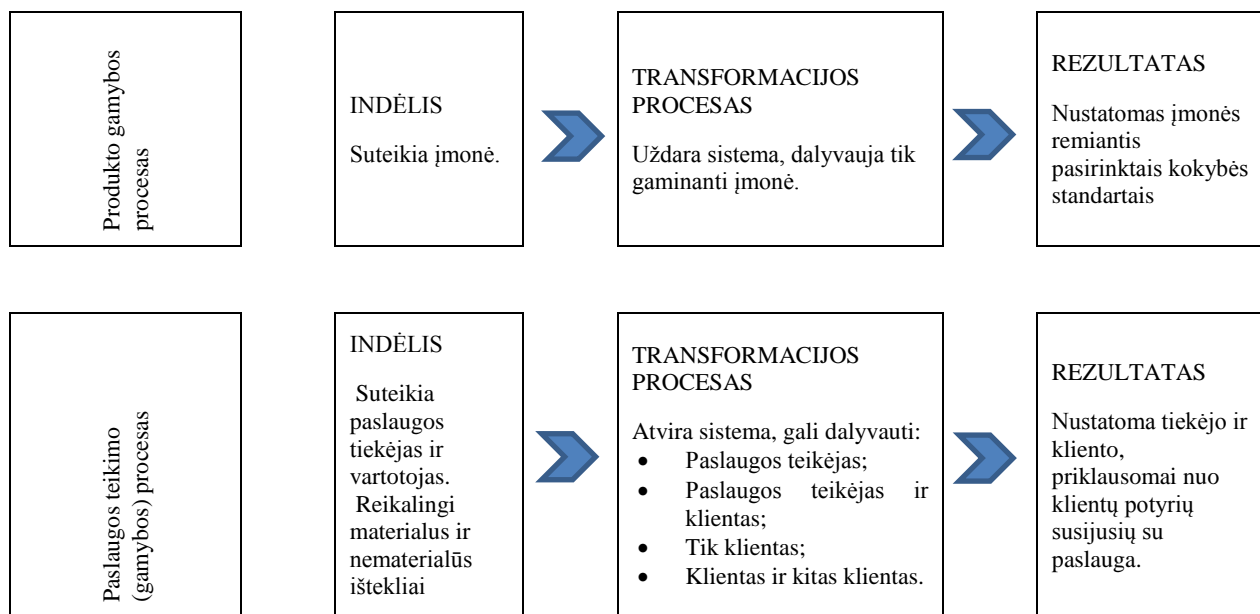 Produkto gamybos
procesas
INDĖLIS
Suteikia įmonė.
TRANSFORMACIJOS
PROCESAS
Uždara sistema, dalyvauja tik
gaminanti įmonė.
REZULTATAS
Nustatomas įmonės
remiantis
pasirinktais kokybės
standartais
Paslaugos teikimo
(gamybos) procesas
INDĖLIS
Suteikia
paslaugos
tiekėjas ir
vartotojas.
Reikalingi
materialus ir
nematerialūs
ištekliai
TRANSFORMACIJOS
PROCESAS
Atvira sistema, gali dalyvauti:
• Paslaugos teikėjas;
• Paslaugos teikėjas ir
klientas;
• Tik klientas;
• Klientas ir kitas klientas.
REZULTATAS
Nustatoma tiekėjo ir
kliento,
priklausomai nuo
klientų potyrių
susijusių su
paslauga.